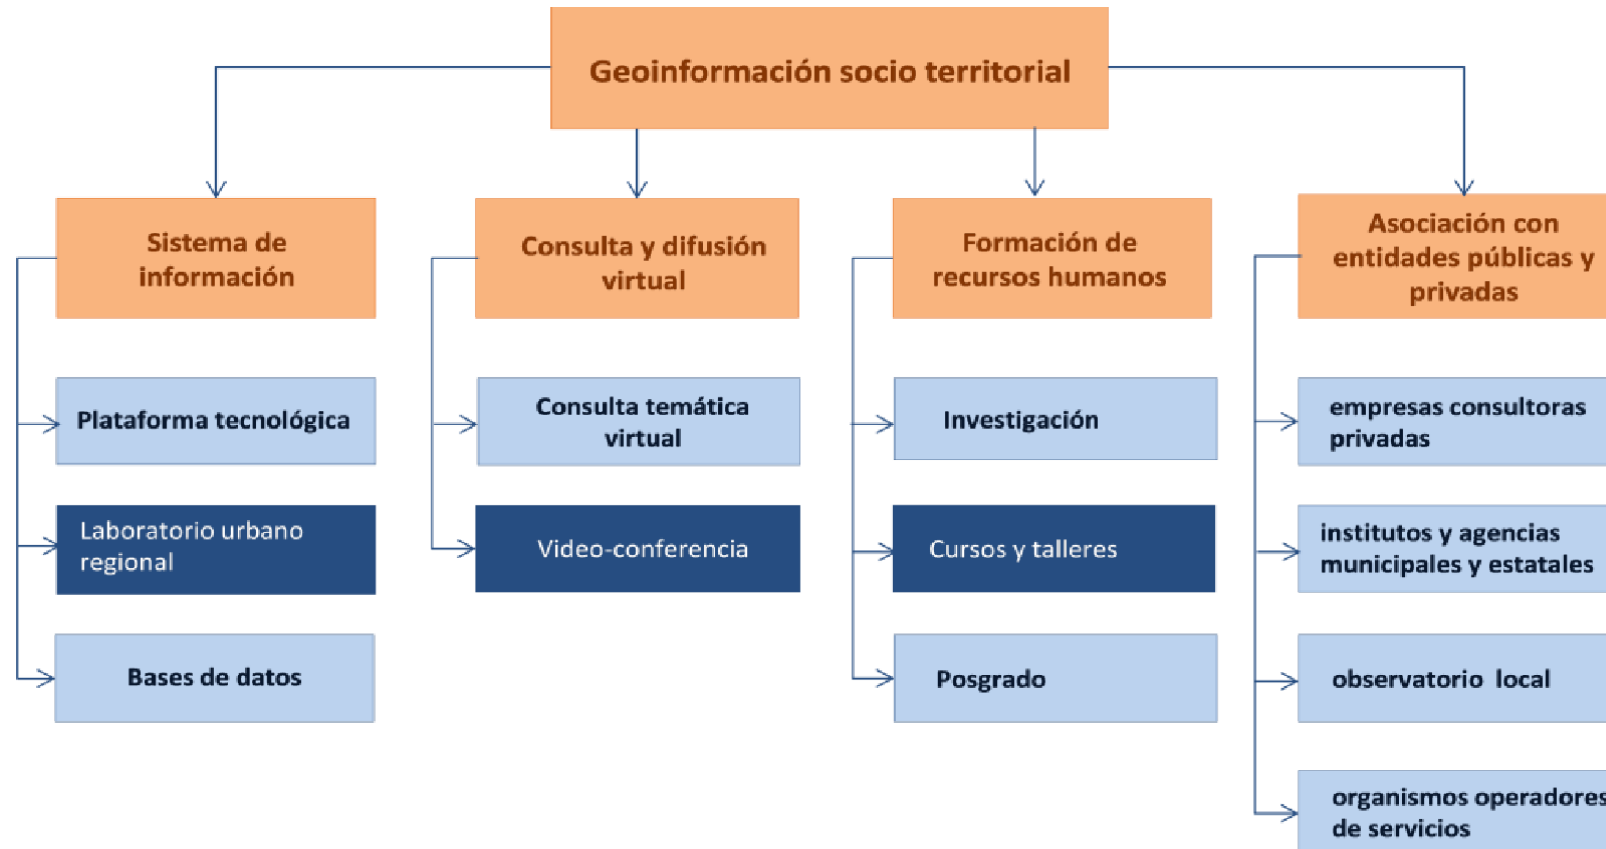 Geoinformación socio territorial
Sistema de
información
Plataforma tecnológica
Laboratorio urbano
regional
Bases de datos
Consulta y difusión
virtual
Consulta temática
virtual
Video-conferencia
Formación de
recursos humanos
Investigación
Cursos y talleres
Posgrado
Asociación con
entidades públicas y
privadas
empresas consultoras
privadas
institutos y agencias
municipales y estatales
observatorio local
organismos operadores
de servicios